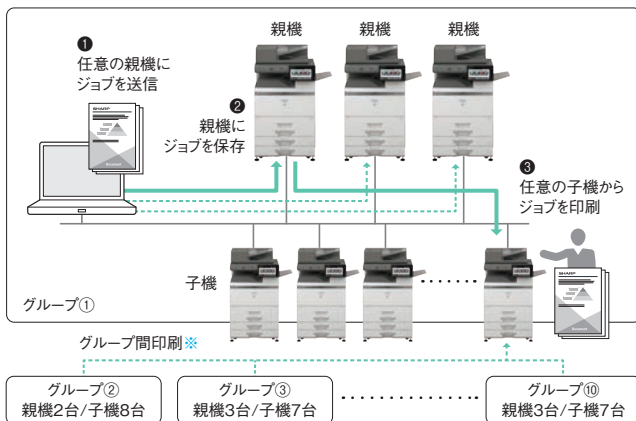 親機
親機
親機
❶
任意の親機に
ジョブを送信
SHARP
❷
親機に
ジョブを保存
❸
任意の子機から
ジョブを印刷
子機
SHARP
グループ①
グループ間印刷※
グループ②
親機2台/子機8台
グループ③
親機3台/子機7台
グループ⑩
親機3台/子機7台